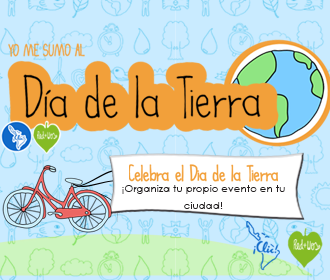 YO ME SUMO AL
Día de la Tierra
Celebra el Dia de la Tierra
¡Organiza tu propio evento en tu
ciudad!